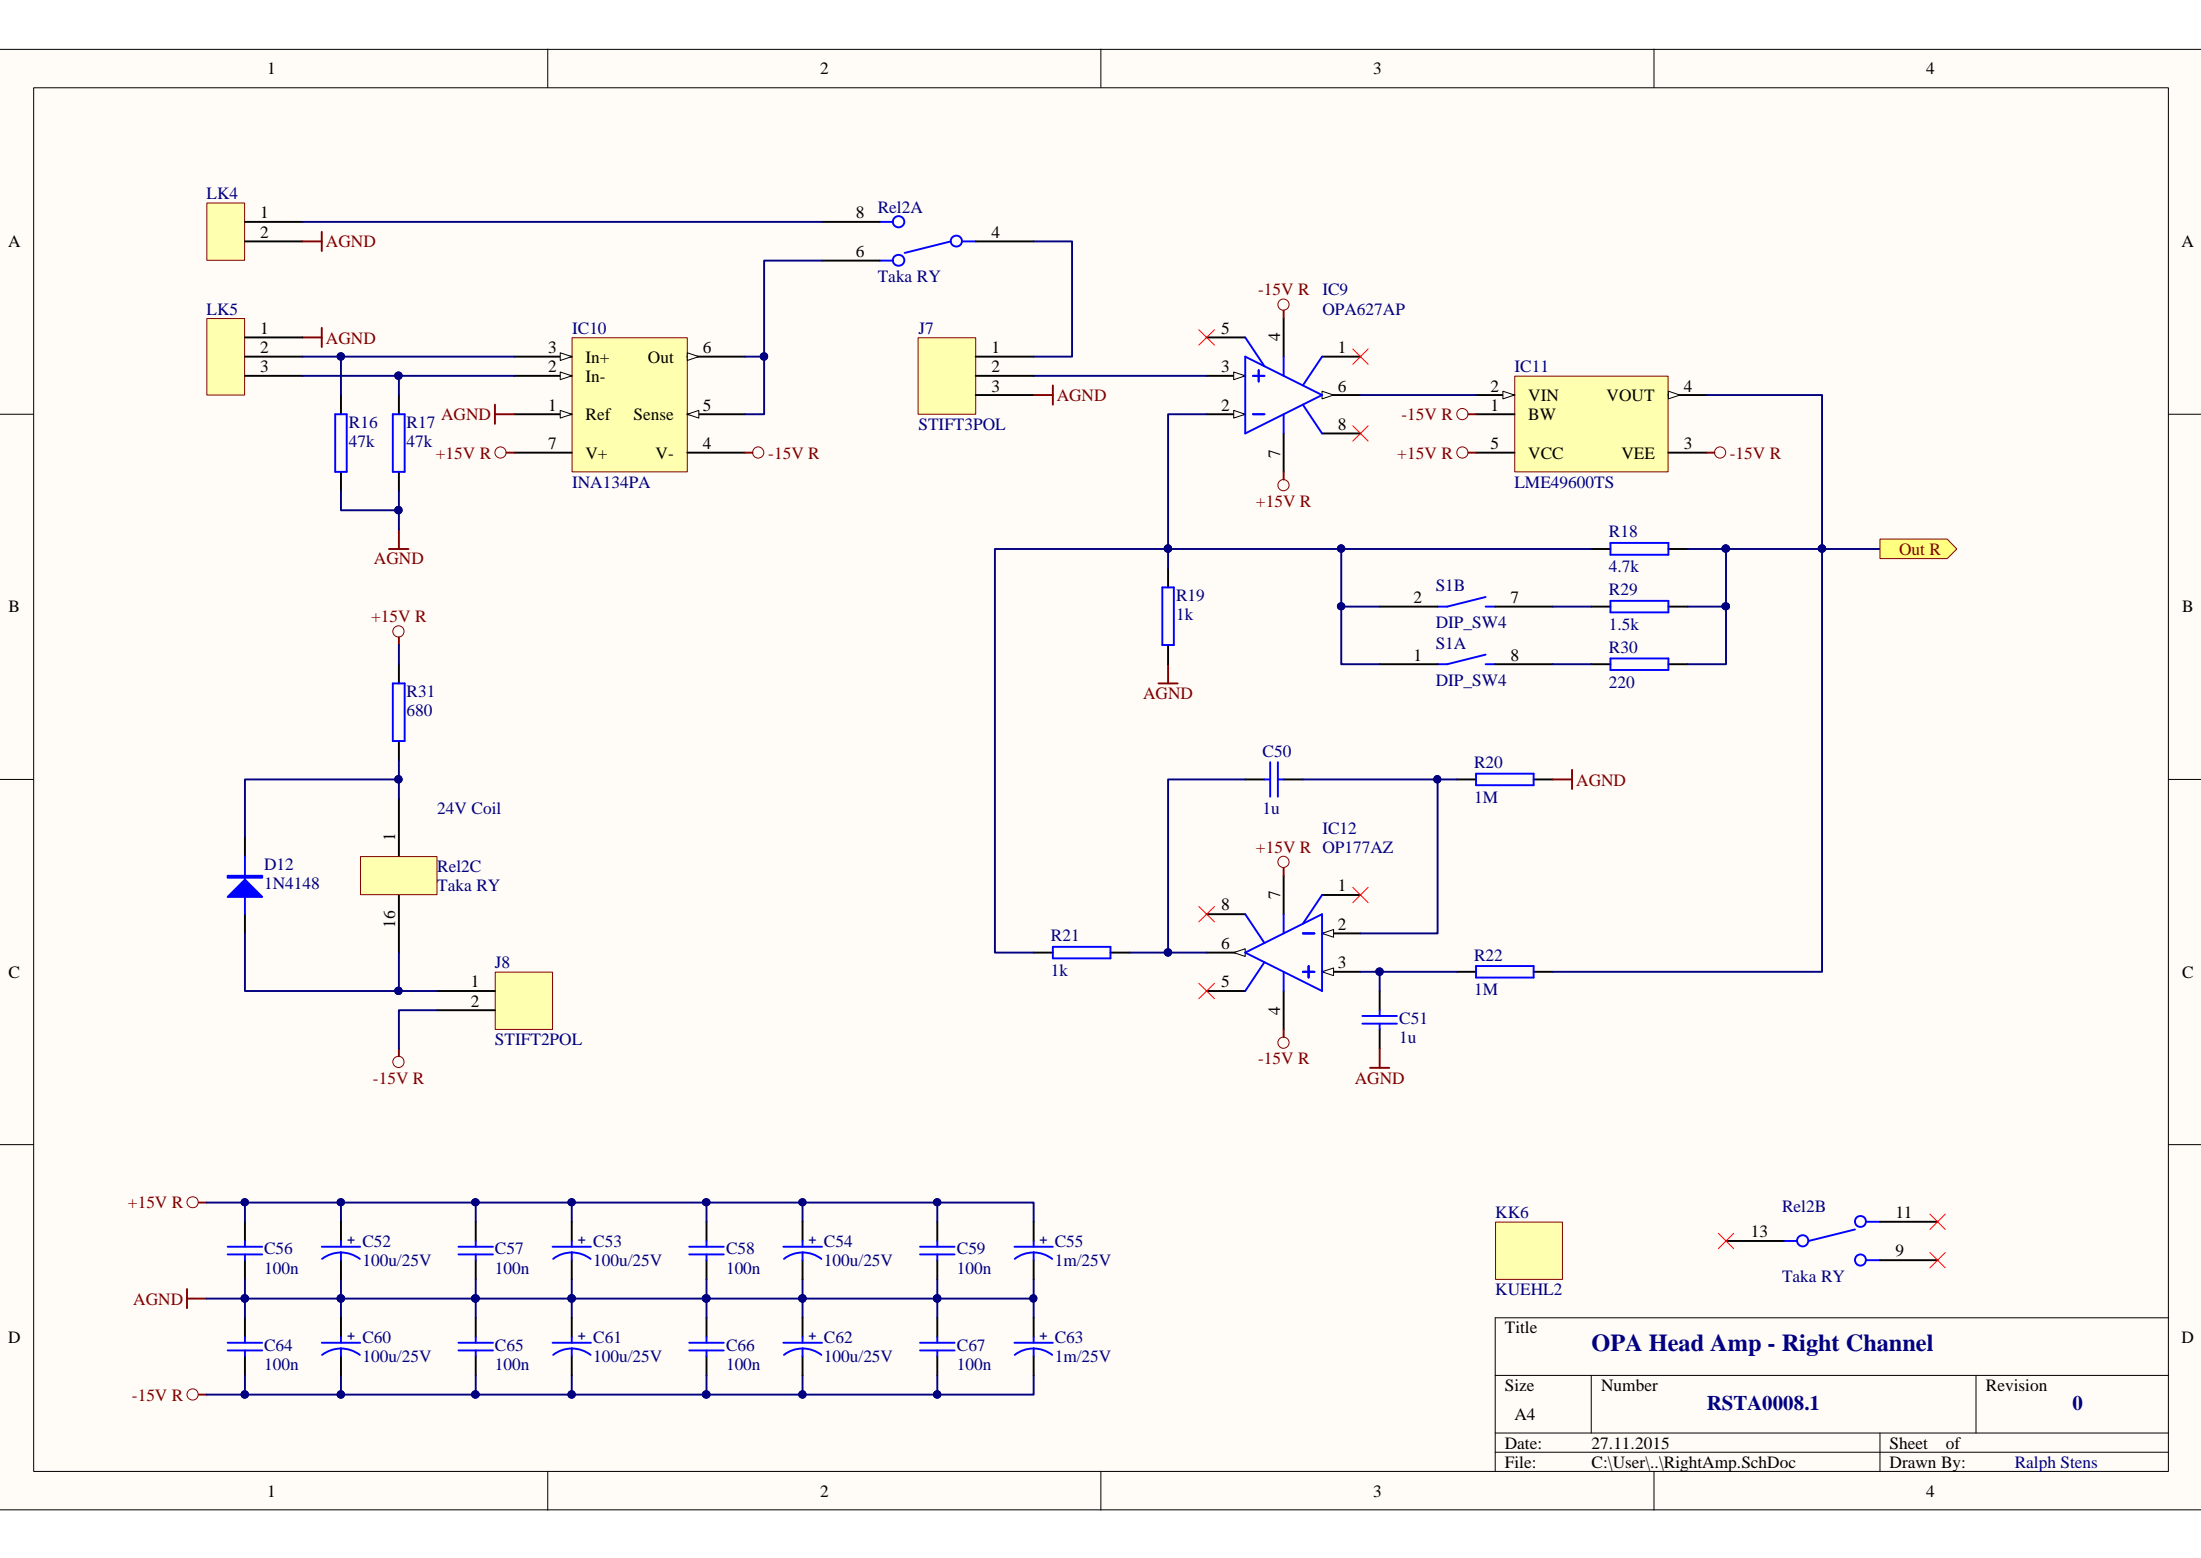 1
2
3
4
A
A
LK4
1
2
AGND
8
Rel2A
4
6
Taka RY
LK5
1
AGND
2
3
IC10
3
In+
Out
6
2
In-
AGND
1
Ref
Sense
5
+15V R
7
V+
V-
4
-15V R
INA134PA
R16
47k
R17
47k
AGND
J7
1
2
3
AGND
STIFT3POL
-15V R
IC9
OPA627AP
5
4
1
3
6
2
8
7
+15V R
IC11
2
VIN
VOUT
4
-15V R
1
BW
+15V R
5
VCC
VEE
3
-15V R
LME49600TS
R18
4.7k
Out R
B
B
S1B
2
7
DIP_SW4
R29
1.5k
S1A
1
8
DIP_SW4
R30
220
R19
1k
AGND
+15V R
R31
680
24V Coil
1
D12
1N4148
Rel2C
Taka RY
16
J8
1
2
STIFT2POL
-15V R
C50
1u
R20
1M
AGND
IC12
OP177AZ
+15V R
7
1
8
2
6
3
5
4
-15V R
R21
1k
R22
1M
C51
1u
AGND
C
C
+15V R
C56
100n
C52
100u/25V
C57
100n
C53
100u/25V
C58
100n
C54
100u/25V
C59
100n
C55
1m/25V
AGND
C64
100n
C60
100u/25V
C65
100n
C61
100u/25V
C66
100n
C62
100u/25V
C67
100n
C63
1m/25V
-15V R
KK6
KUEHL2
Rel2B
13
11
9
Taka RY
D
D
Title
OPA Head Amp - Right Channel
Size
A4
Number
RSTA0008.1
Revision
0
Date:
27.11.2015
Sheet of
File:
C:\User\..\RightAmp.SchDoc
Drawn By:
Ralph Stens
1
2
3
4